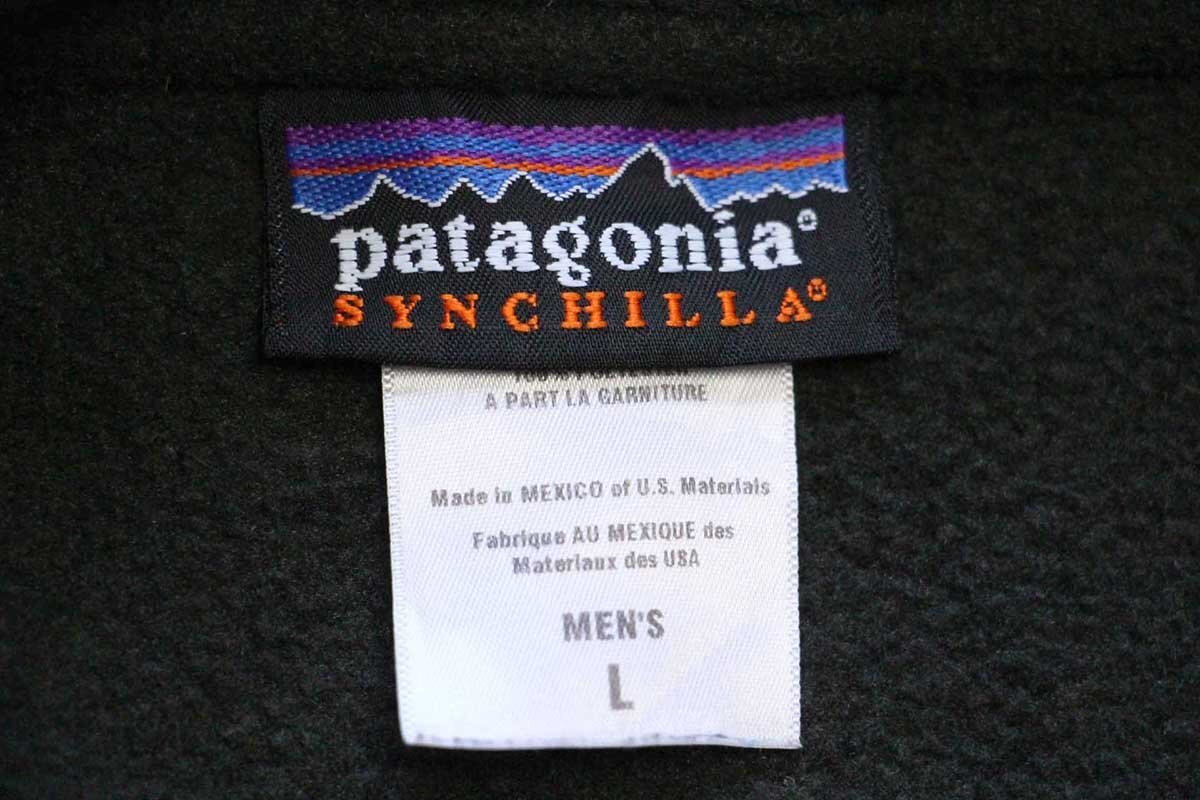 patagonia®
SYNCHILLA®
A PART LA GARNITURE
Made in MEXICO of U.S. Materials
Fabrique AU MEXIQUE des
Materiaux des USA
MEN'S
L